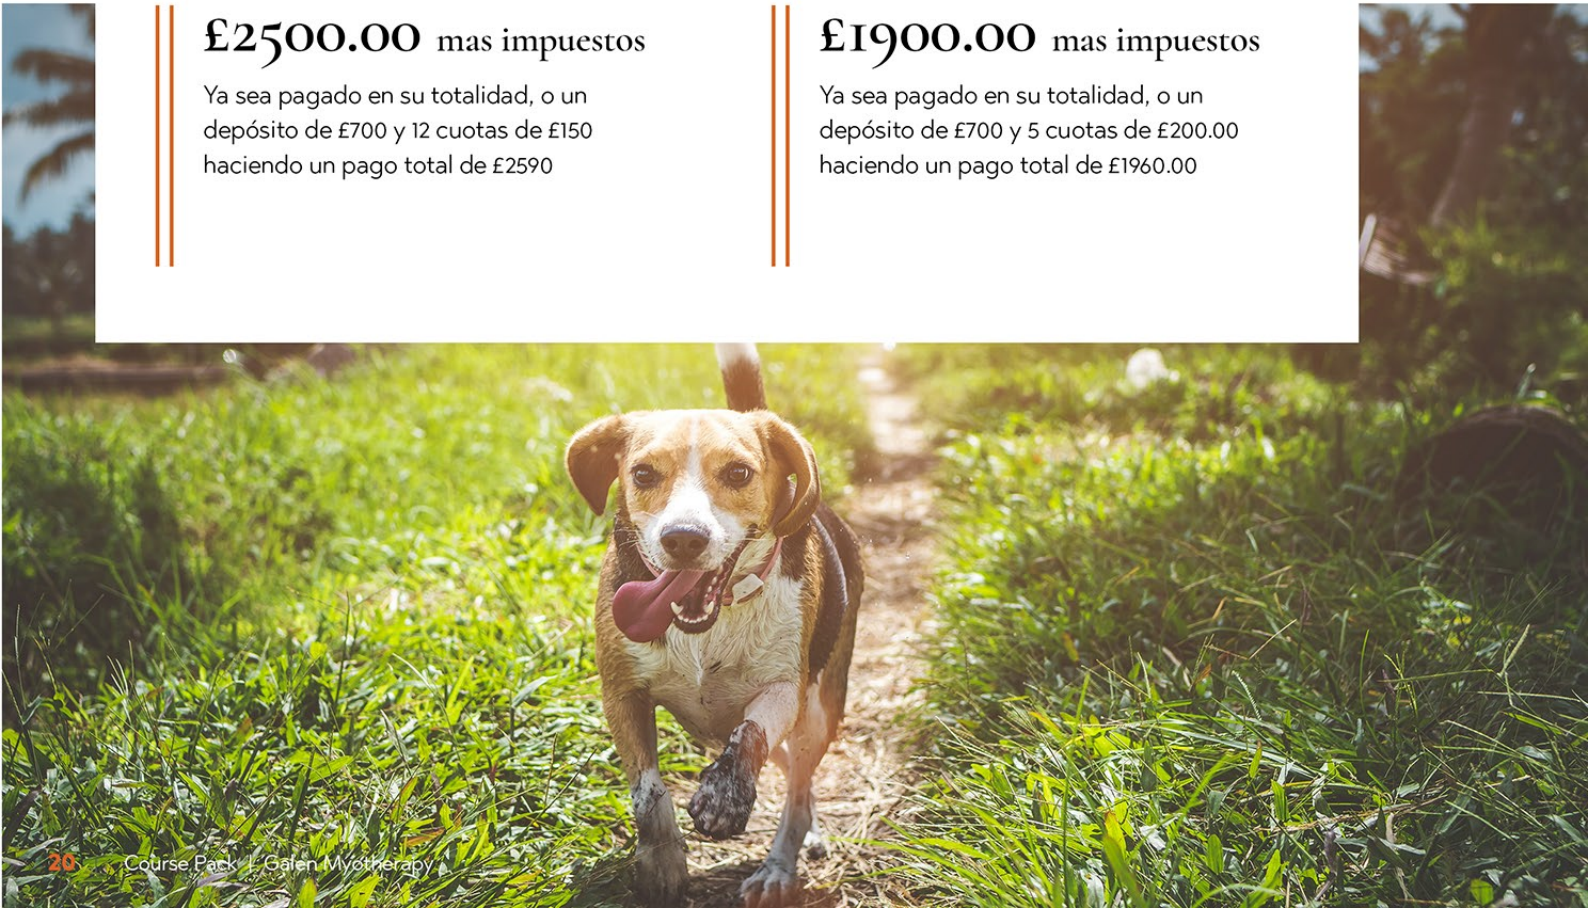 £2500.00 mas impuestos
Ya sea pagado en su totalidad, o un
depósito de £700 y 12 cuotas de £150
haciendo un pago total de £2590
£1900.00 mas impuestos
Ya sea pagado en su totalidad, o un
depósito de £700 y 5 cuotas de £200.00
haciendo un pago total de £1960.00
20 Course Pack | Galen Myotherapy